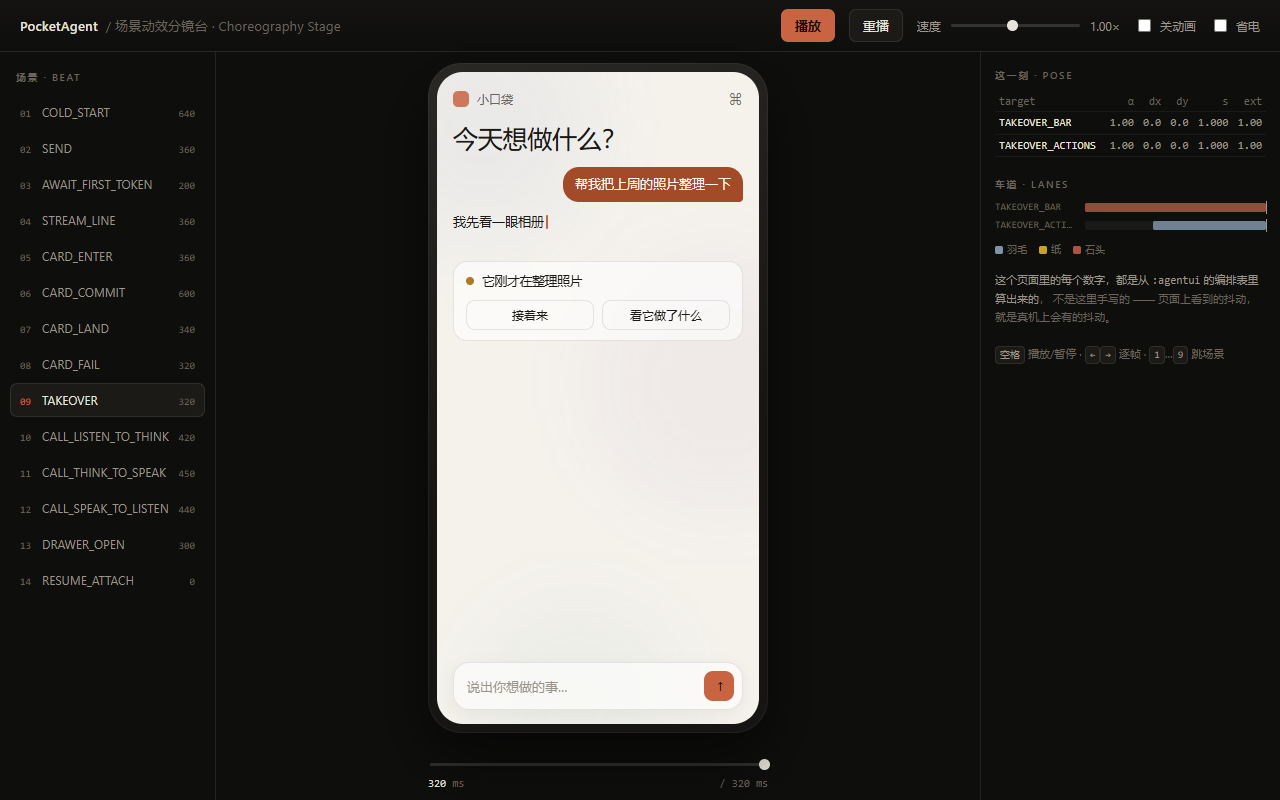 PocketAgent / 场景动效分镜台 · Choreography Stage
播放
重播
速度
1.00×
关动画
省电
场景 · BEAT
01 COLD_START 640
02 SEND 360
03 AWAIT_FIRST_TOKEN 200
04 STREAM_LINE 360
05 CARD_ENTER 360
06 CARD_COMMIT 600
07 CARD_LAND 340
08 CARD_FAIL 320
09 TAKEOVER 320
10 CALL_LISTEN_TO_THINK 420
11 CALL_THINK_TO_SPEAK 450
12 CALL_SPEAK_TO_LISTEN 440
13 DRAWER_OPEN 300
14 RESUME_ATTACH 0
小口袋 ⌘
今天想做什么?
帮我把上周的照片整理一下
我先看一眼相册
它刚才在整理照片
接着来
看它做了什么
说出你想做的事…
↑
320 ms / 320 ms
这一刻 · POSE
target α dx dy s ext
TAKEOVER_BAR 1.00 0.0 0.0 1.000 1.00
TAKEOVER_ACTIONS 1.00 0.0 0.0 1.000 1.00
车道 · LANES
TAKEOVER_BAR
TAKEOVER_ACTI…
羽毛 纸 石头
这个页面里的每个数字，都是从 :agentui 的编排表里
算出来的， 不是这里手写的 —— 页面上看到的抖动，
就是真机上会有的抖动。
空格 播放/暂停 · ← → 逐帧 · 1 … 9 跳场景